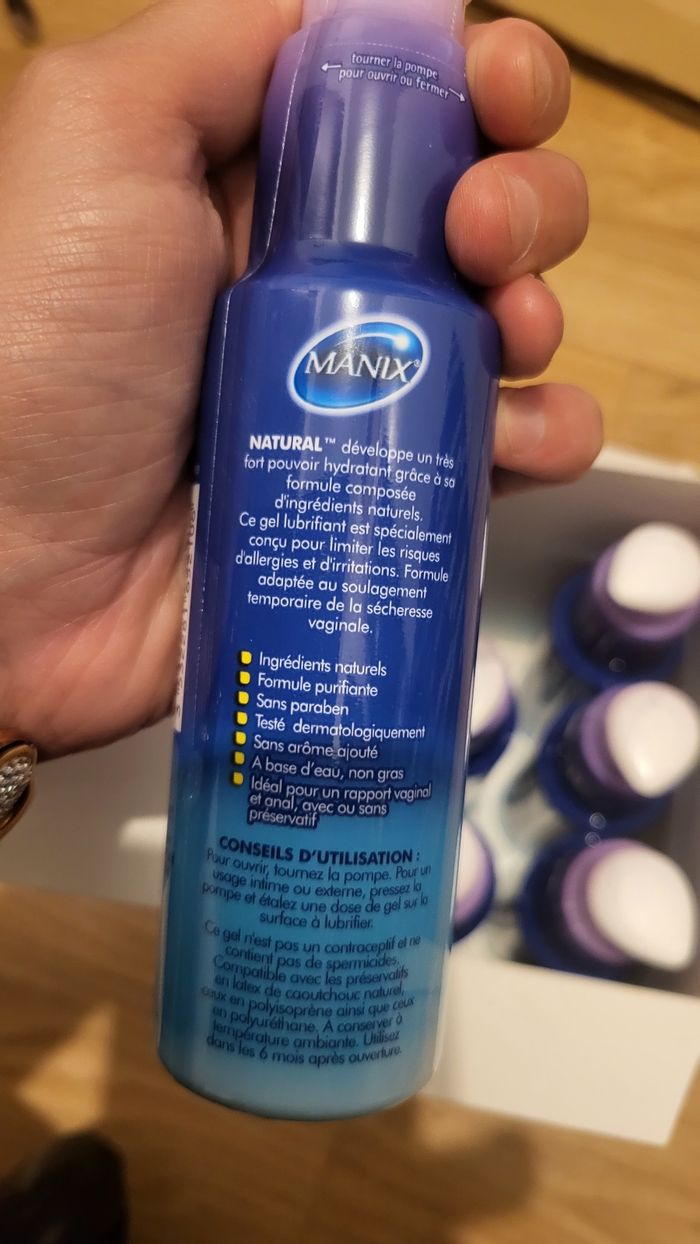 tourner la pompe
pour ouvrir ou fermer
MANIX®
NATURAL™ développe un très
fort pouvoir hydratant grâce à sa
formule composée
d'ingrédients naturels.
Ce gel lubrifiant est spécialement
conçu pour limiter les risques
d'allergies et d'irritations. Formule
adaptée au soulagement
temporaire de la sécheresse
vaginale.
Ingrédients naturels
Formule purifiante
Sans paraben
Testé dermatologiquement
Sans arôme ajouté
A base d'eau, non gras
Idéal pour un rapport vaginal
et anal, avec ou sans
préservatif
CONSEILS D'UTILISATION :
Pour ouvrir, tournez la pompe. Pour un
usage intime ou externe, pressez la
pompe et étalez une dose de gel sur la
surface à lubrifier.
Ce gel n'est pas un contraceptif et ne
contient pas de spermicides.
Compatible avec les préservatifs
en latex de caoutchouc naturel,
ceux en polyisoprène ainsi que ceux
en polyuréthane. A conserver à
température ambiante. Utilisez
dans les 6 mois après ouverture.